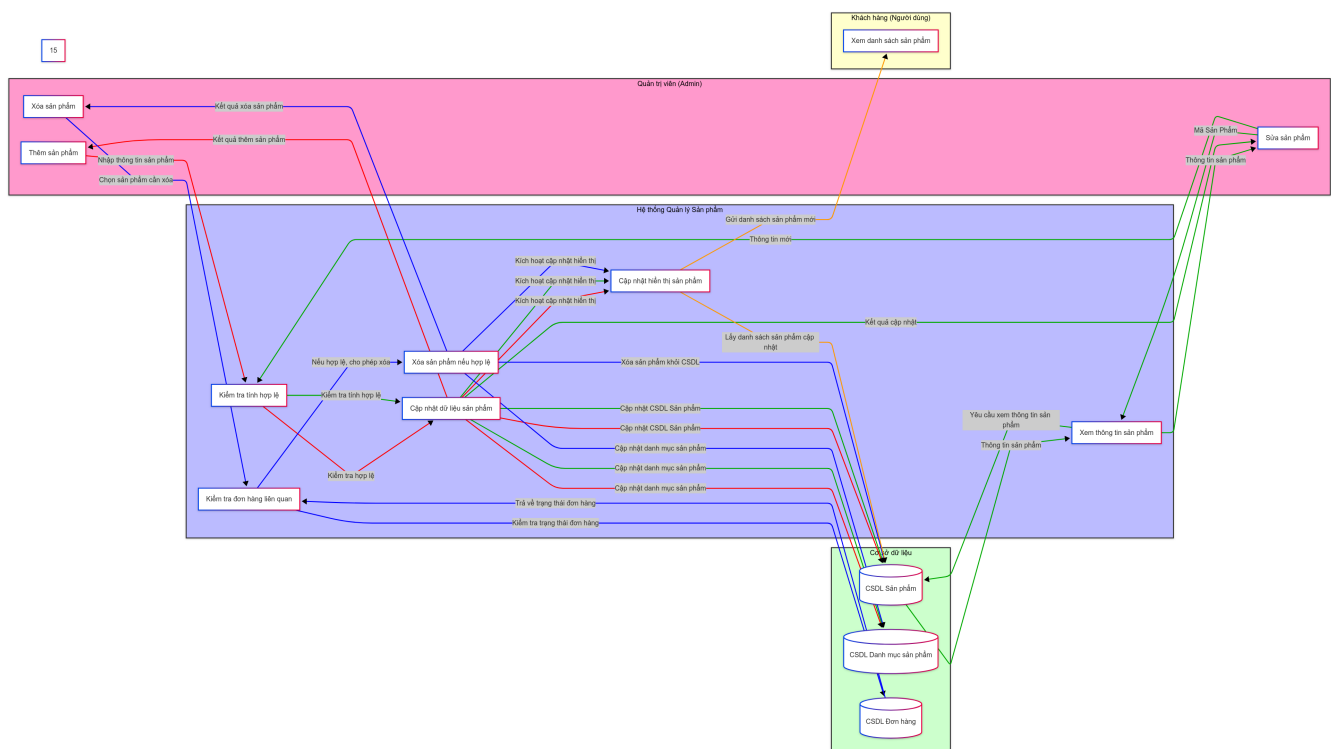 Khách hàng (Người dùng)
Xem danh sách sản phẩm
15
Quản trị viên (Admin)
Xóa sản phẩm
Kết quả xóa sản phẩm
Mã Sản Phẩm
Sửa sản phẩm
Kết quả thêm sản phẩm
Thêm sản phẩm
Nhập thông tin sản phẩm
Thông tin sản phẩm
Chọn sản phẩm cần xóa
Hệ thống Quản lý Sản phẩm
Gửi danh sách sản phẩm mới
Thông tin mới
Kích hoạt cập nhật hiển thị
Kích hoạt cập nhật hiển thị
Cập nhật hiển thị sản phẩm
Kích hoạt cập nhật hiển thị
Kết quả cập nhật
Lấy danh sách sản phẩm cập
nhật
Nếu hợp lệ, cho phép xóa
Xóa sản phẩm nếu hợp lệ
Xóa sản phẩm khỏi CSDL
Kiểm tra tính hợp lệ
Kiểm tra tính hợp lệ
Cập nhật dữ liệu sản phẩm
Cập nhật CSDL Sản phẩm
Yêu cầu xem thông tin sản
phẩm
Cập nhật CSDL Sản phẩm
Xem thông tin sản phẩm
Thông tin sản phẩm
Cập nhật danh mục sản phẩm
Cập nhật danh mục sản phẩm
Kiểm tra hợp lệ
Cập nhật danh mục sản phẩm
Kiểm tra đơn hàng liên quan
Trả về trạng thái đơn hàng
Kiểm tra trạng thái đơn hàng
Cơ sở dữ liệu
CSDL Sản phẩm
CSDL Danh mục sản phẩm
CSDL Đơn hàng